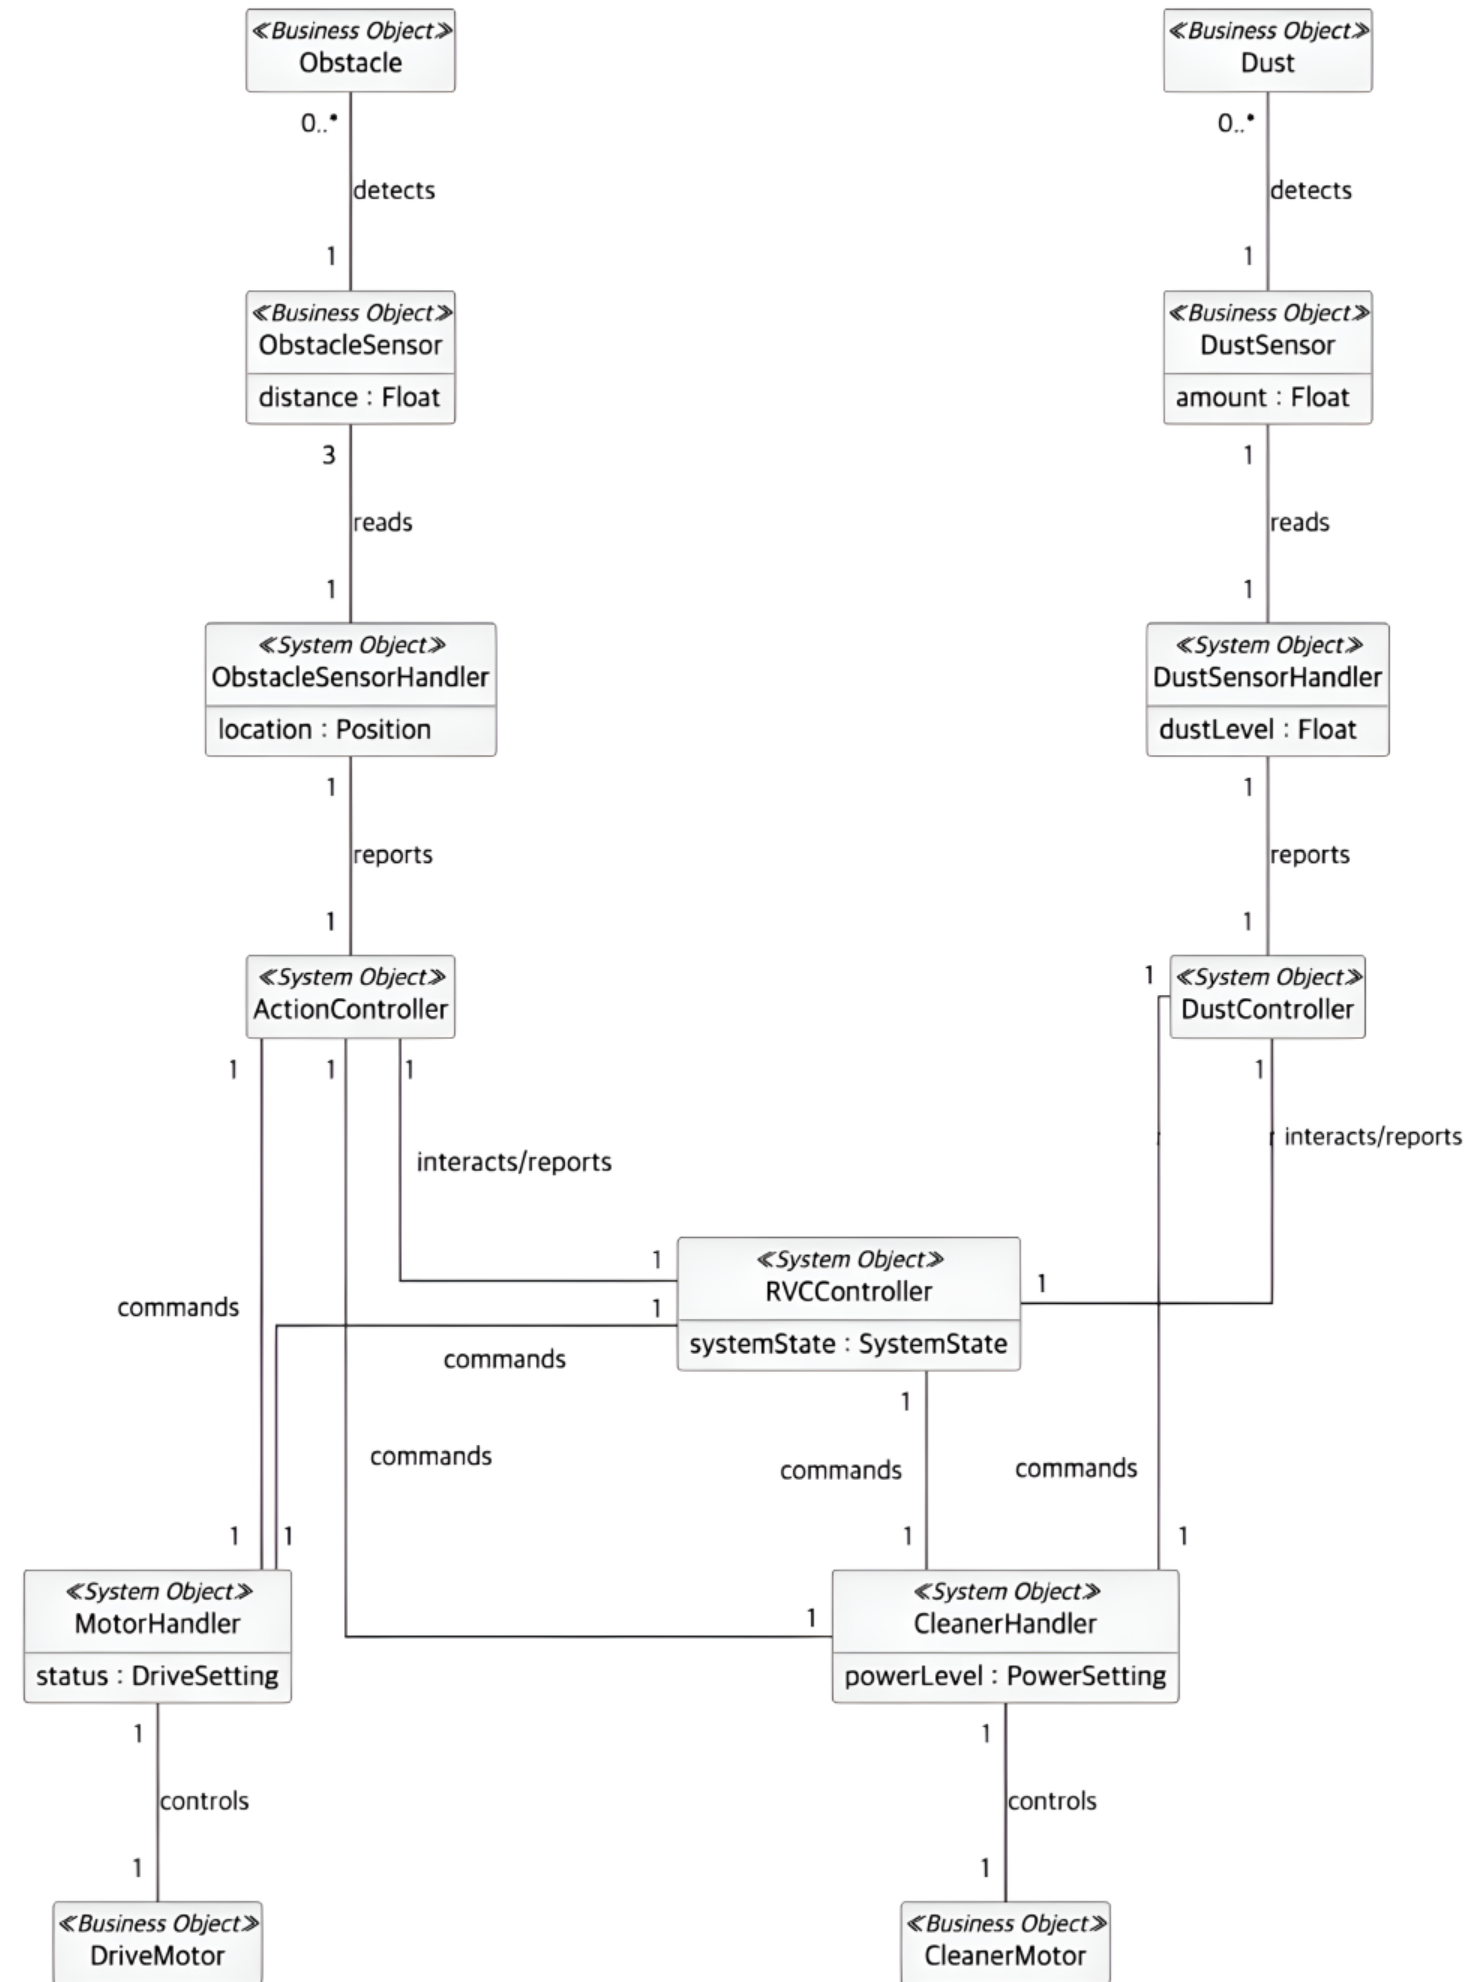 ≪Business Object≫
Obstacle
≪Business Object≫
Dust
0..*
0..*
detects
detects
1
1
≪Business Object≫
ObstacleSensor
distance : Float
≪Business Object≫
DustSensor
amount : Float
3
1
reads
reads
1
1
≪System Object≫
ObstacleSensorHandler
location : Position
≪System Object≫
DustSensorHandler
dustLevel : Float
1
1
reports
reports
1
1
≪System Object≫
ActionController
1
≪System Object≫
DustController
1
1
1
1
interacts/reports
interacts/reports
1
≪System Object≫
RVCController
systemState : SystemState
1
1
commands
commands
commands
1
commands
commands
1
1
1
1
≪System Object≫
MotorHandler
status : DriveSetting
1
≪System Object≫
CleanerHandler
powerLevel : PowerSetting
1
1
controls
controls
1
1
≪Business Object≫
DriveMotor
≪Business Object≫
CleanerMotor